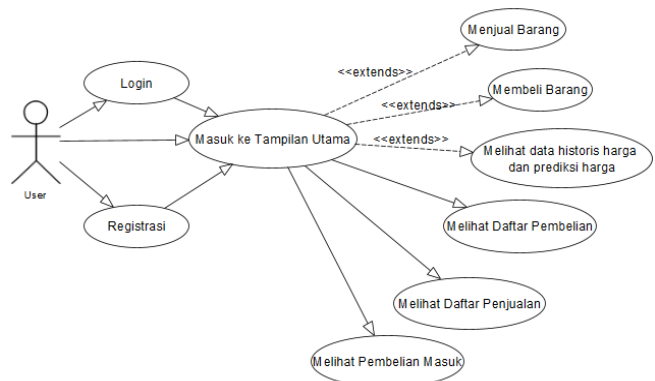 Menjual Barang
<<extends>>
Login
Membeli Barang
<<extends>>
Masuk ke Tampilan Utama
<<extends>>
Melihat data historis harga
dan prediksi harga
User
Registrasi
Melihat Daftar Pembelian
Melihat Daftar Penjualan
Melihat Pembelian Masuk